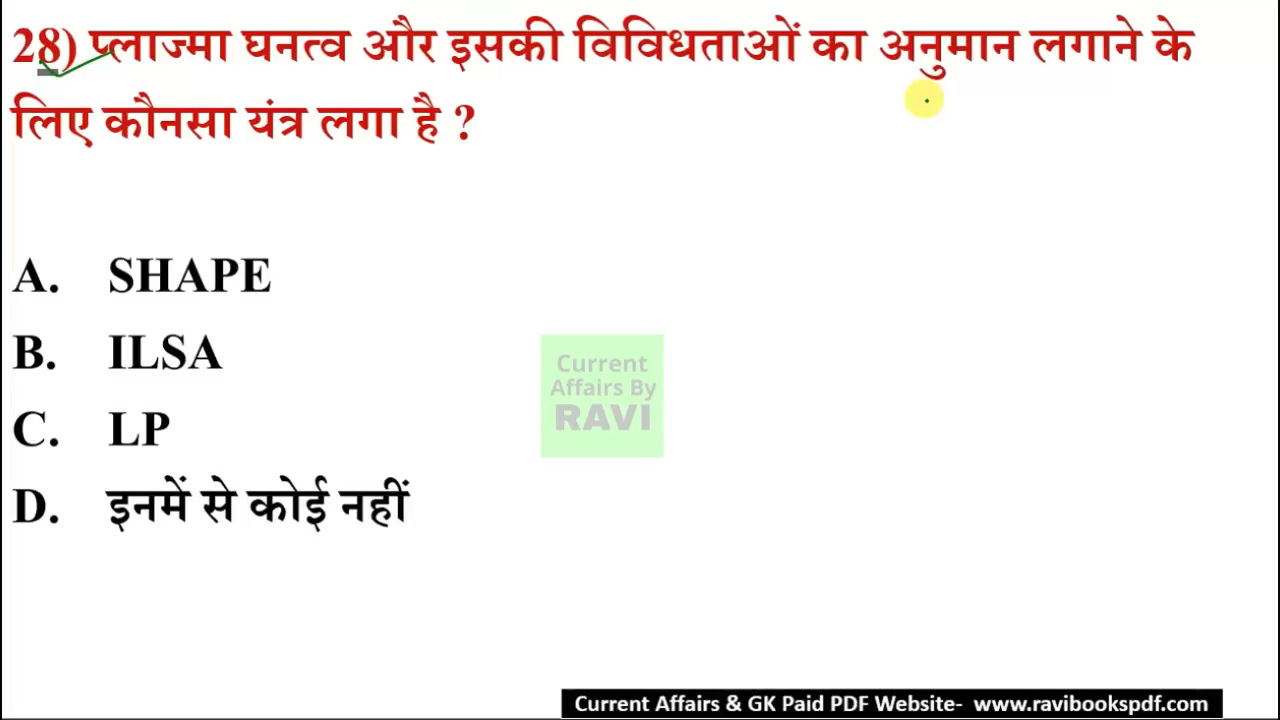 28) प्लाज्मा घनत्व और इसकी विविधताओं का अनुमान लगाने के
लिए कौनसा यंत्र लगा है ?
A. SHAPE
B. ILSA
C. LP
D. इनमें से कोई नहीं
Current
Affairs By
RAVI
Current Affairs & GK Paid PDF Website- www.ravibookspdf.com